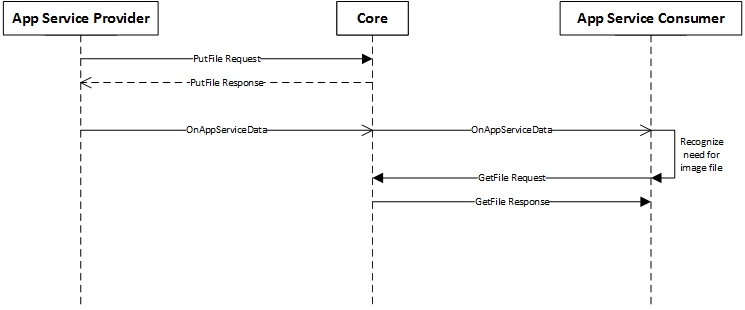 App Service Provider
Core
App Service Consumer
PutFile Request
PutFile Response
OnAppServiceData
OnAppServiceData
Recognize
need for
image file
GetFile Request
GetFile Response